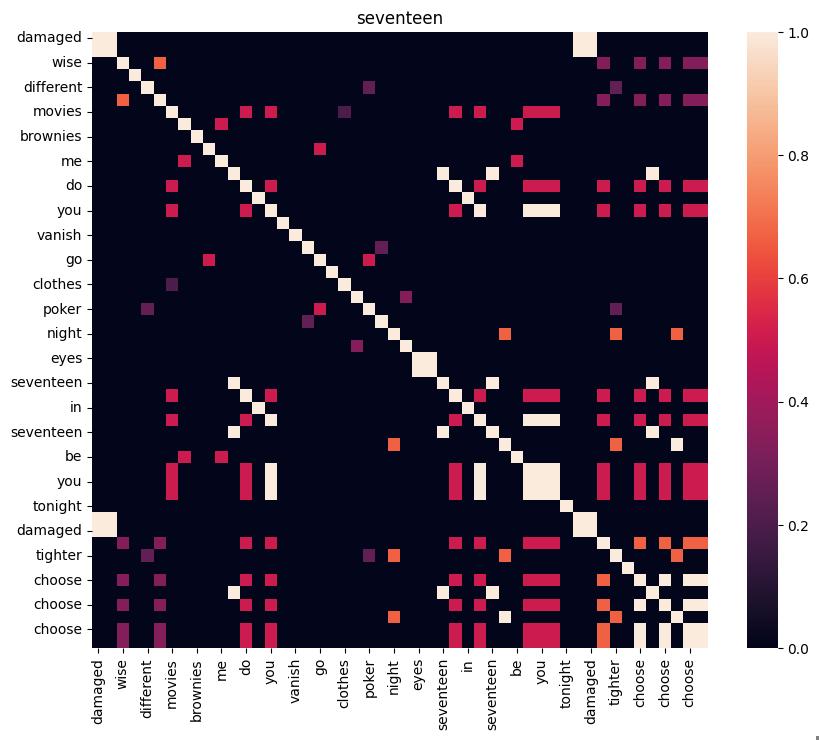 seventeen
damaged
wise
different
movies
brownies
me
do
you
vanish
go
clothes
poker
night
eyes
seventeen
in
seventeen
be
you
tonight
damaged
tighter
choose
choose
choose
1.0
0.8
0.6
0.4
0.2
0.0
damaged
wise
different
movies
brownies
me
do
you
vanish
go
clothes
poker
night
eyes
seventeen
in
seventeen
be
you
tonight
damaged
tighter
choose
choose
choose